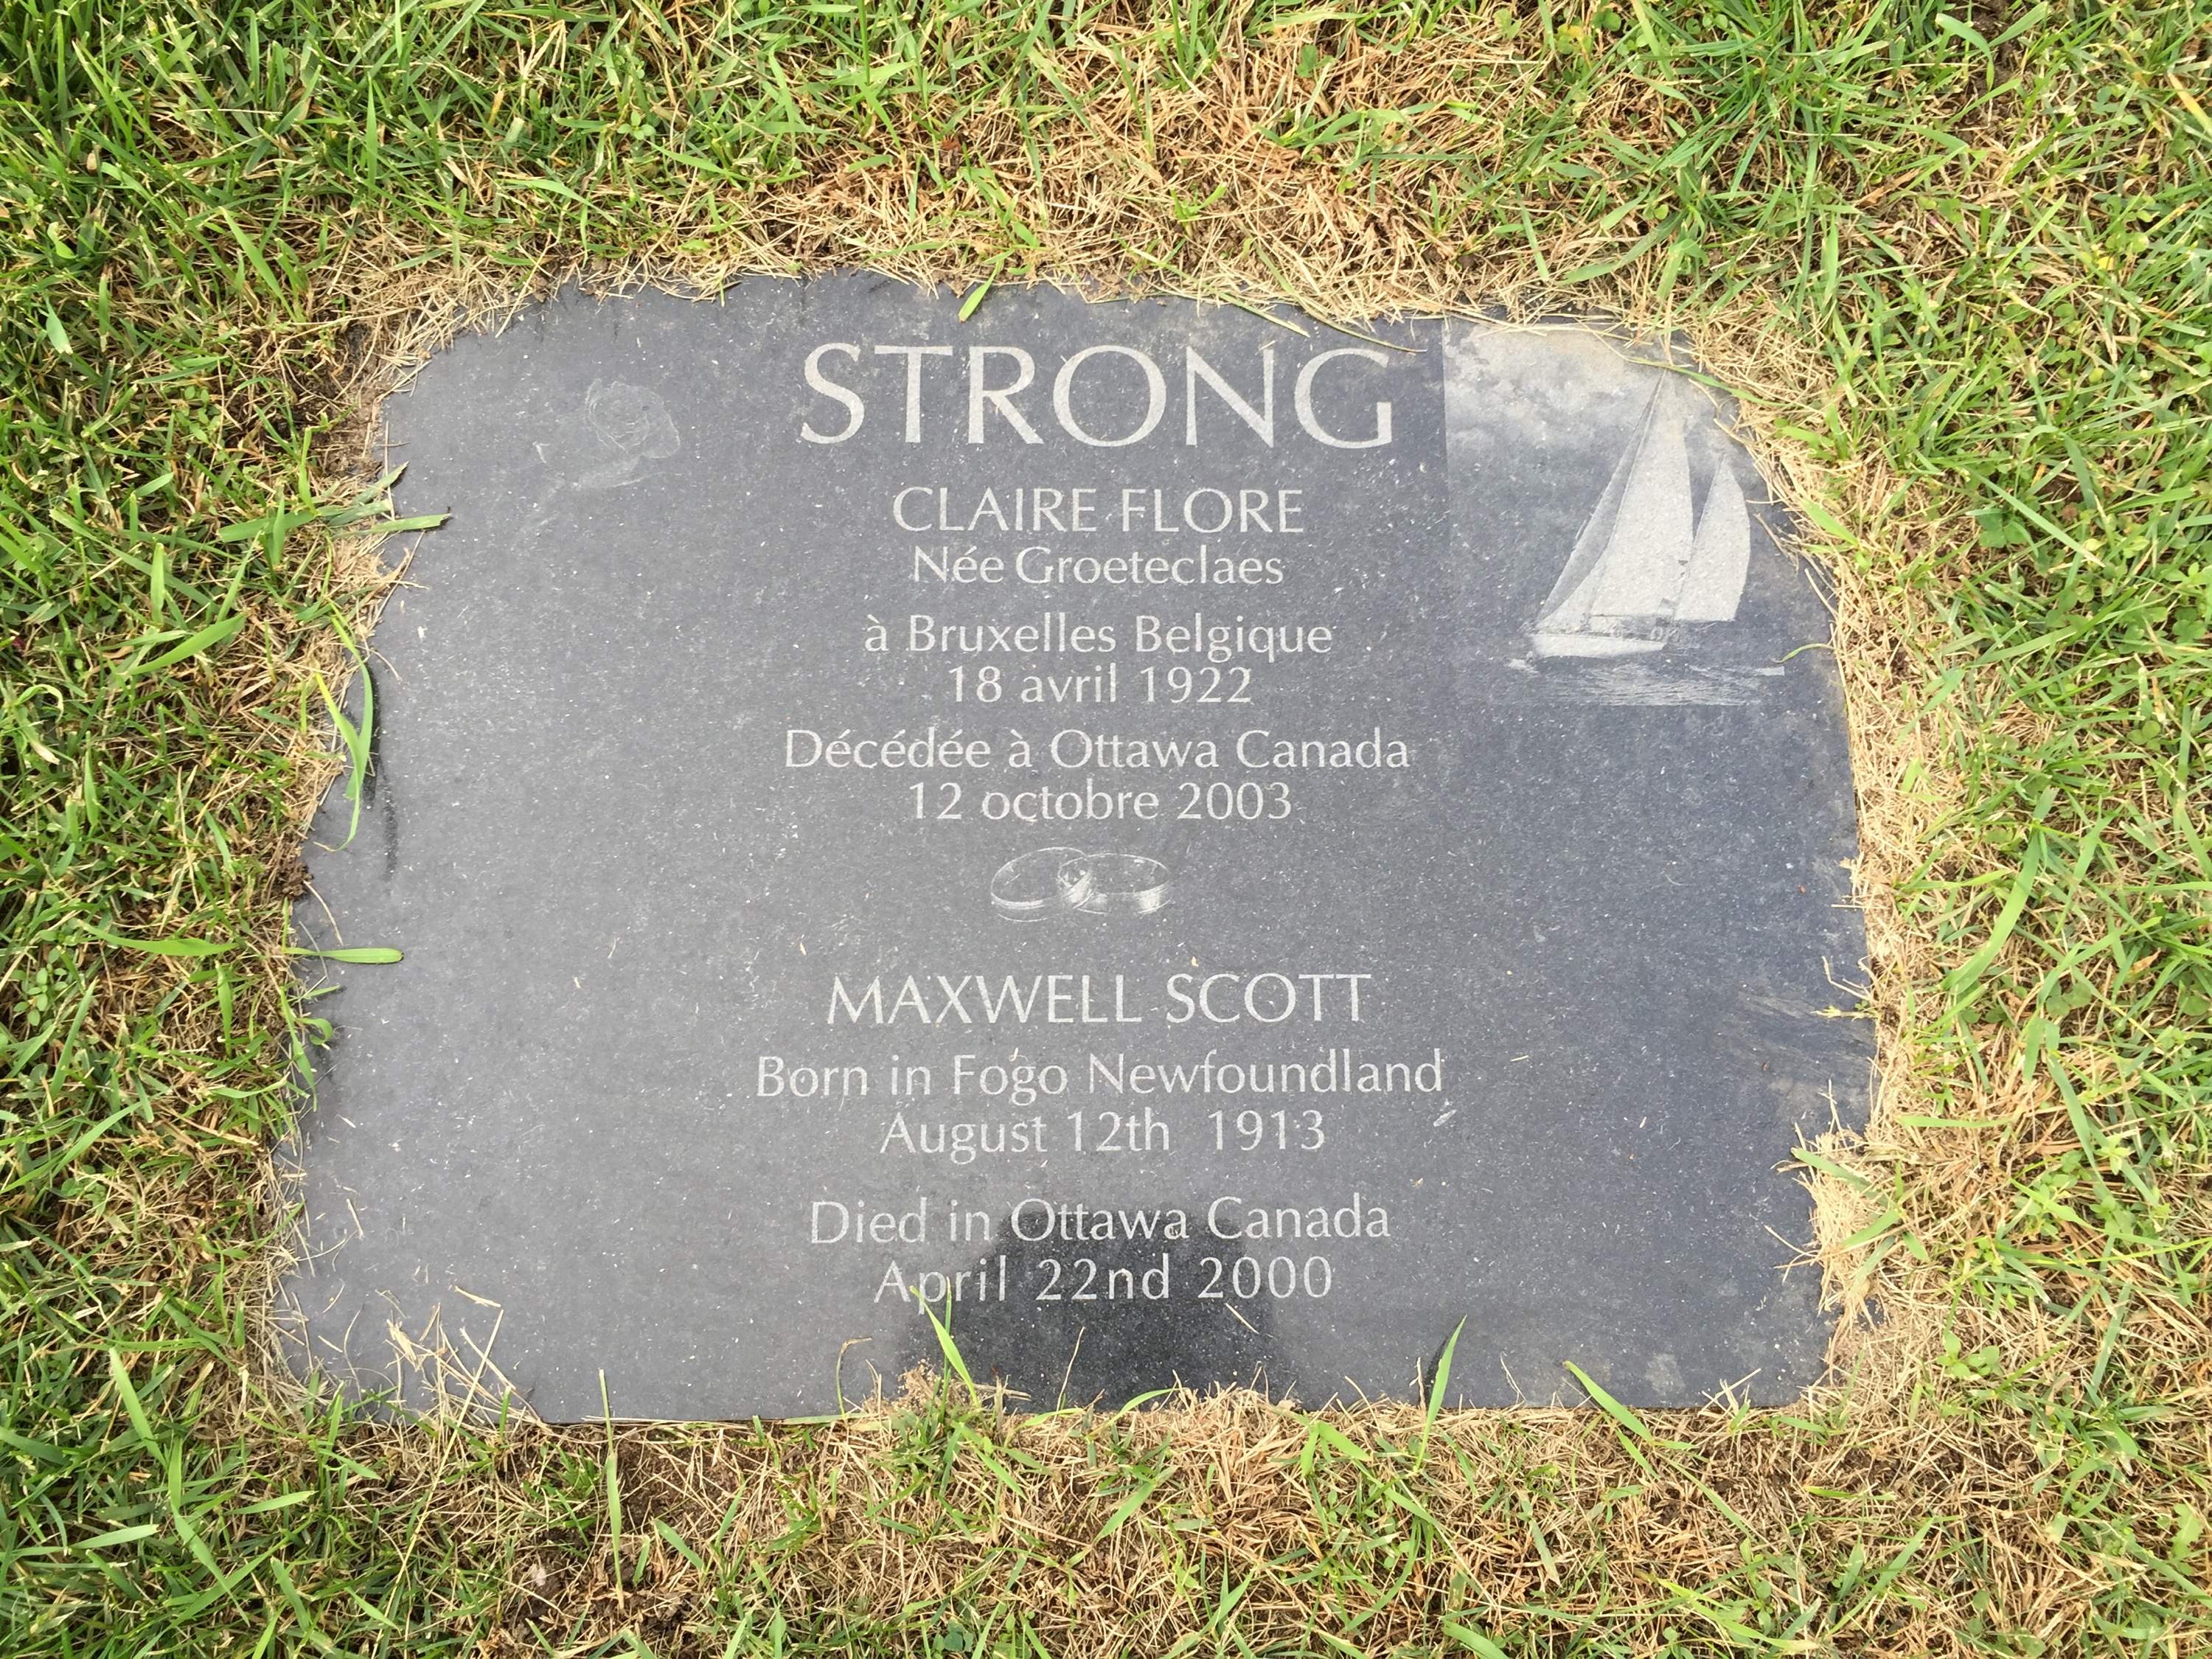 STRONG
CLAIRE FLORE
Née Groeteclaes
à Bruxelles Belgique
18 avril 1922
Décédée à Ottawa Canada
12 octobre 2003
MAXWELL SCOTT
Born in Fogo Newfoundland
August 12th 1913
Died in Ottawa Canada
April 22nd 2000